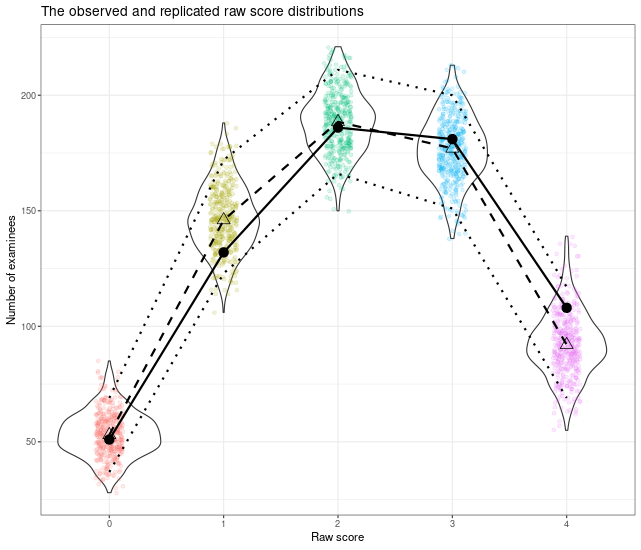 The observed and replicated raw score distributions
200
150
100
50
Number of examinees
0 1 2 3 4
Raw score